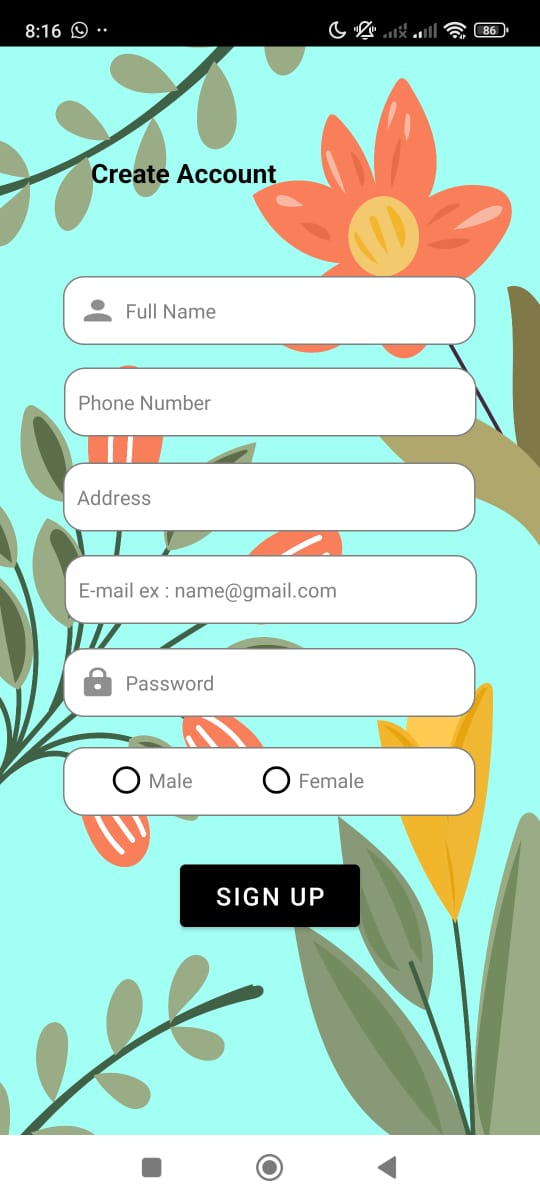 8:16
86
Create Account
Full Name
Phone Number
Address
E-mail ex : name@gmail.com
Password
Male Female
SIGN UP